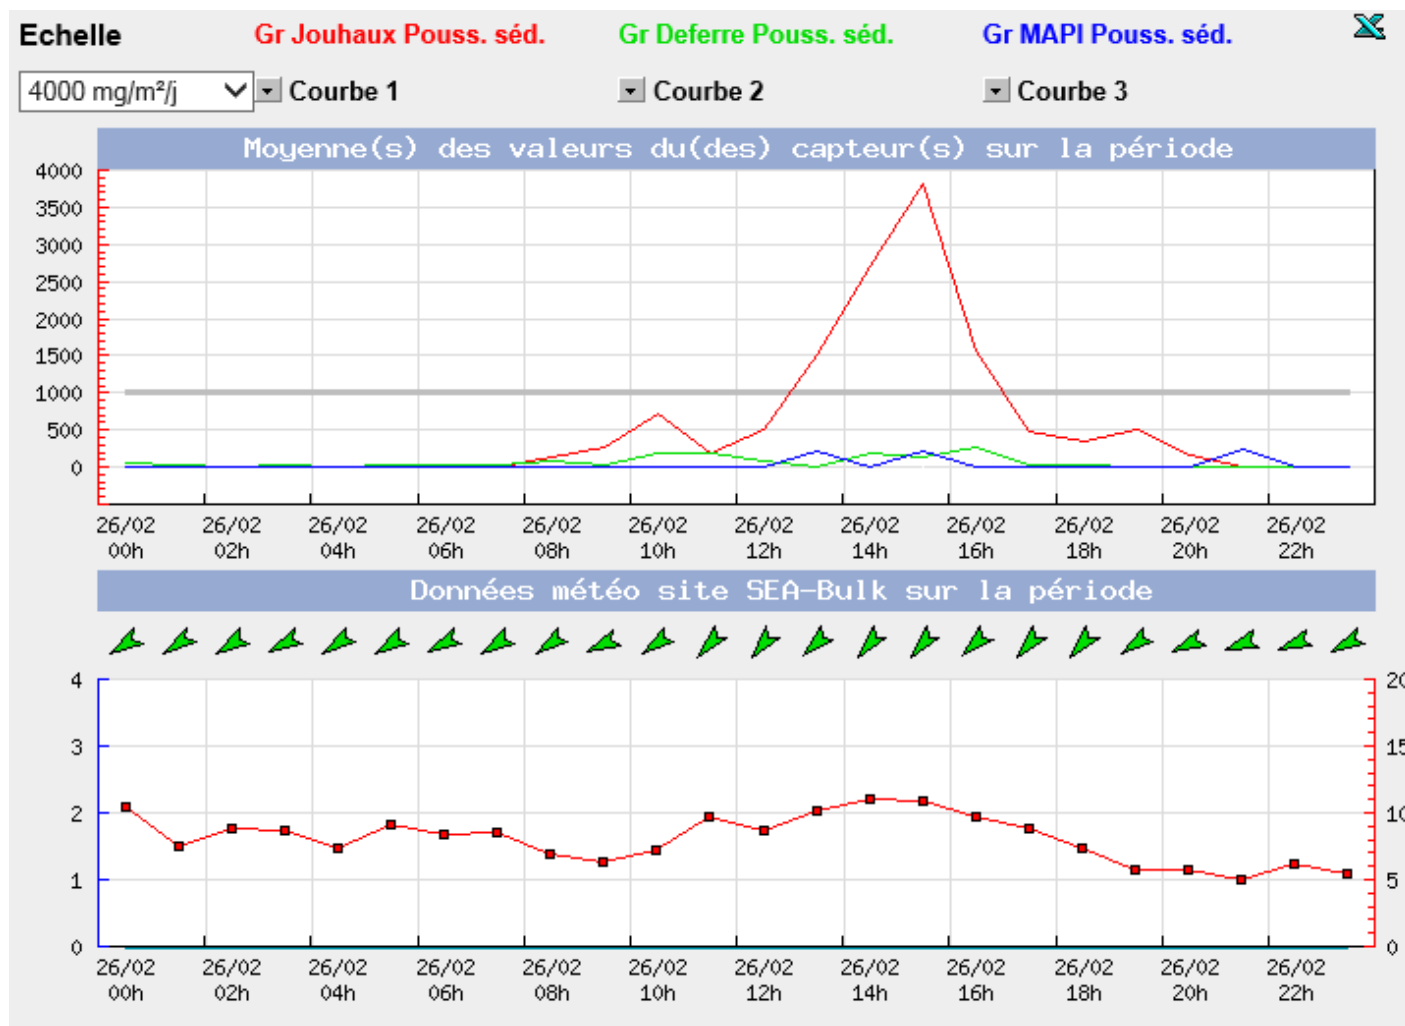 Echelle Gr Jouhaux Pouss. séd. Gr Deferre Pouss. séd. Gr MAPI Pouss. séd.
4000 mg/m²/j Courbe 1 Courbe 2 Courbe 3
Moyenne(s) des valeurs du(des) capteur(s) sur la période
4000
3500
3000
2500
2000
1500
1000
500
0
26/02 26/02 26/02 26/02 26/02 26/02 26/02 26/02 26/02 26/02 26/02 26/02
00h 02h 04h 06h 08h 10h 12h 14h 16h 18h 20h 22h
Données météo site SEA-Bulk sur la période
4 20
3 15
2 10
1 5
0 0
26/02 26/02 26/02 26/02 26/02 26/02 26/02 26/02 26/02 26/02 26/02 26/02
00h 02h 04h 06h 08h 10h 12h 14h 16h 18h 20h 22h